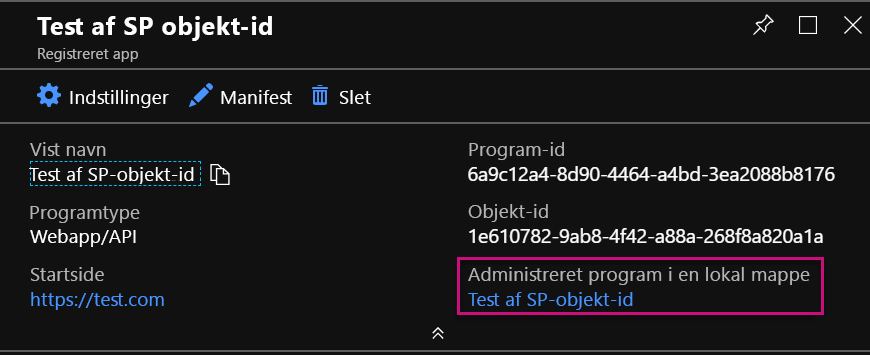 Test af SP objekt-id
Registreret app
Indstillinger Manifest Slet
Vist navn
Test af SP-objekt-id
Programtype
Webapp/API
Startside
https://test.com
Program-id
6a9c12a4-8d90-4464-a4bd-3ea2088b8176
Objekt-id
1e610782-9ab8-4f42-a88a-268f8a820a1a
Administreret program i en lokal mappe
Test af SP-objekt-id